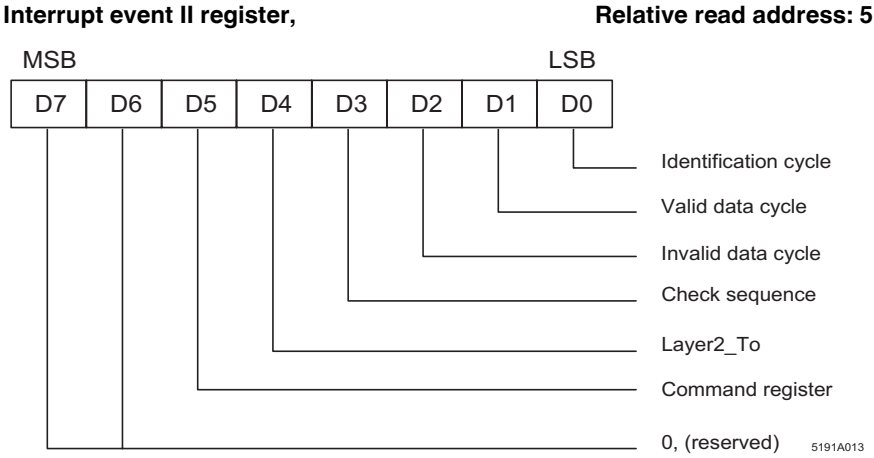 Interrupt event II register, Relative read address: 5
MSB LSB
D7 D6 D5 D4 D3 D2 D1 D0
Identification cycle
Valid data cycle
Invalid data cycle
Check sequence
Layer2_To
Command register
0, (reserved) 5191A013